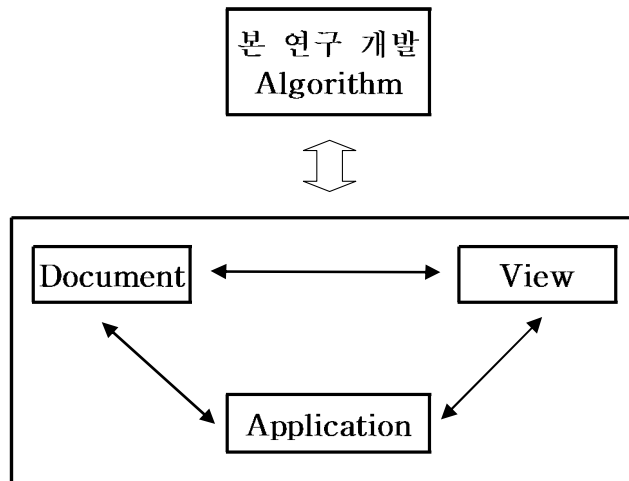 본 연구 개발
Algorithm
Document
View
Application